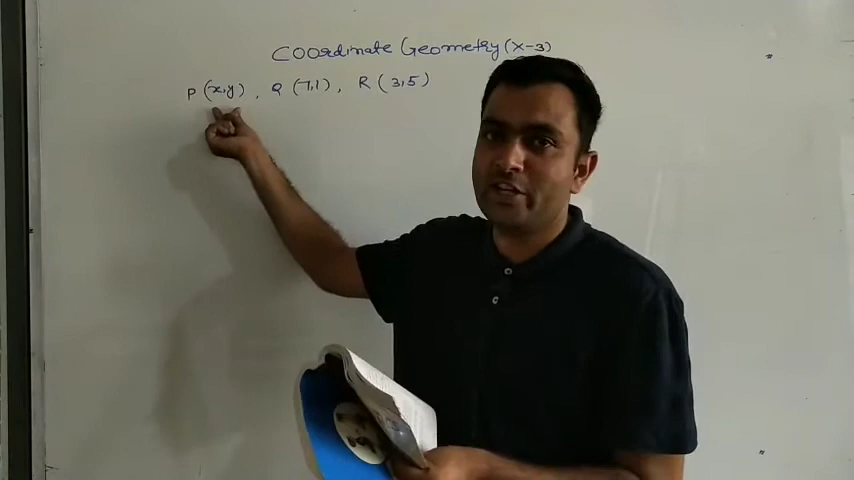 Coordinate Geometry (x-3)
P (x,y) , Q (7,1) , R (3,5)